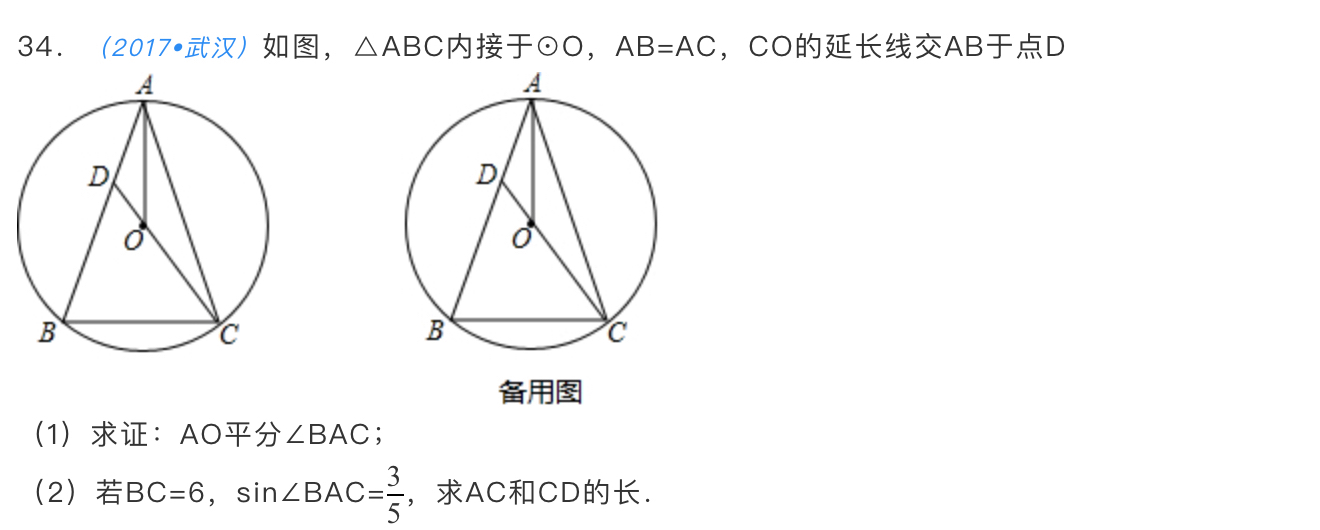 34. （2017•武汉）如图，△ABC内接于⊙O，AB=AC，CO的延长线交AB于点D
A A
D D
O O
B C B C
备用图
（1）求证：AO平分∠BAC；
（2）若BC=6，sin∠BAC=3/5，求AC和CD的长.